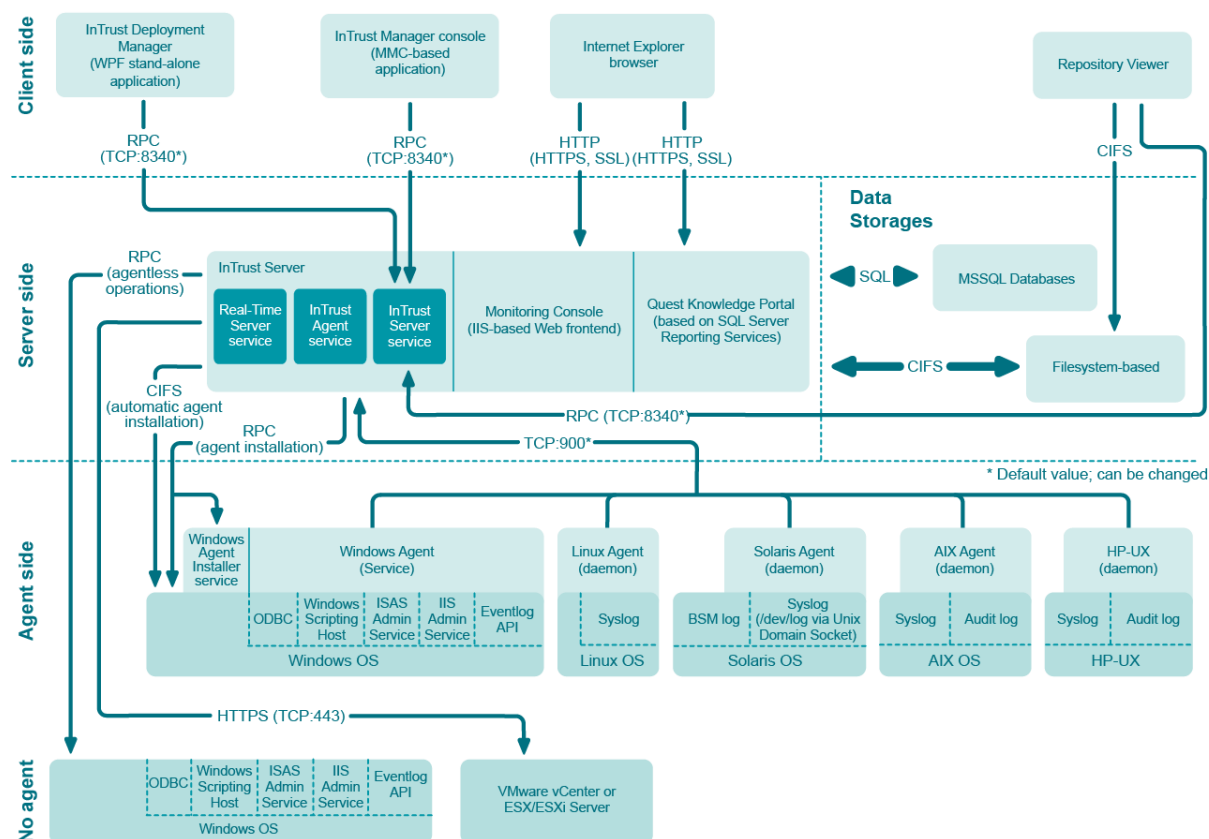 Client side
InTrust Deployment
Manager
(WPF stand-alone
application)
InTrust Manager console
(MMC-based
application)
Internet Explorer
browser
Repository Viewer
RPC
(TCP:8340*)
RPC
(TCP:8340*)
HTTP
(HTTPS, SSL)
HTTP
(HTTPS, SSL)
CIFS
Server side
Data
Storages
RPC
(agentless
operations)
InTrust Server
Real-Time
Server
service
InTrust
Agent
service
InTrust
Server
service
Monitoring Console
(IIS-based Web frontend)
Quest Knowledge Portal
(based on SQL Server
Reporting Services)
SQL
MSSQL Databases
CIFS
Filesystem-based
CIFS
(automatic agent
installation)
RPC
(agent installation)
RPC (TCP:8340*)
TCP:900*
* Default value; can be changed
Agent side
Windows
Agent
Installer
service
Windows Agent
(Service)
Linux Agent
(daemon)
Solaris Agent
(daemon)
AIX Agent
(daemon)
HP-UX
(daemon)
ODBC
Windows
Scripting
Host
ISAS
Admin
Service
IIS
Admin
Service
Eventlog
API
Windows OS
Syslog
Linux OS
BSM log
Syslog
(/dev/log via Unix
Domain Socket)
Solaris OS
Syslog
Audit log
AIX OS
Syslog
Audit log
HP-UX
HTTPS (TCP:443)
No agent
ODBC
Windows
Scripting
Host
ISAS
Admin
Service
IIS
Admin
Service
Eventlog
API
Windows OS
VMware vCenter or
ESX/ESXi Server